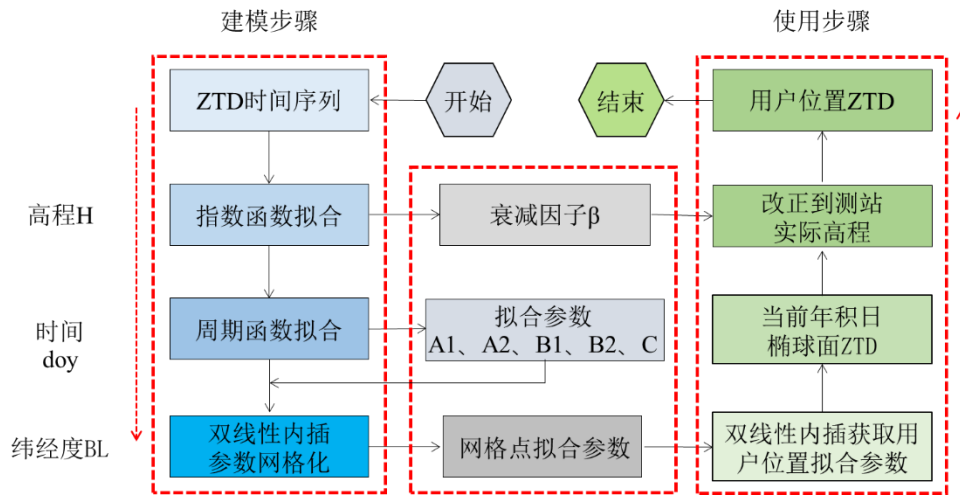 建模步骤
使用步骤
ZTD时间序列
开始
结束
用户位置ZTD
高程H
指数函数拟合
衰减因子β
改正到测站
实际高程
时间
doy
周期函数拟合
拟合参数
A1、A2、B1、B2、C
当前年积日
椭球面ZTD
纬经度BL
双线性内插
参数网格化
网格点拟合参数
双线性内插获取用
户位置拟合参数